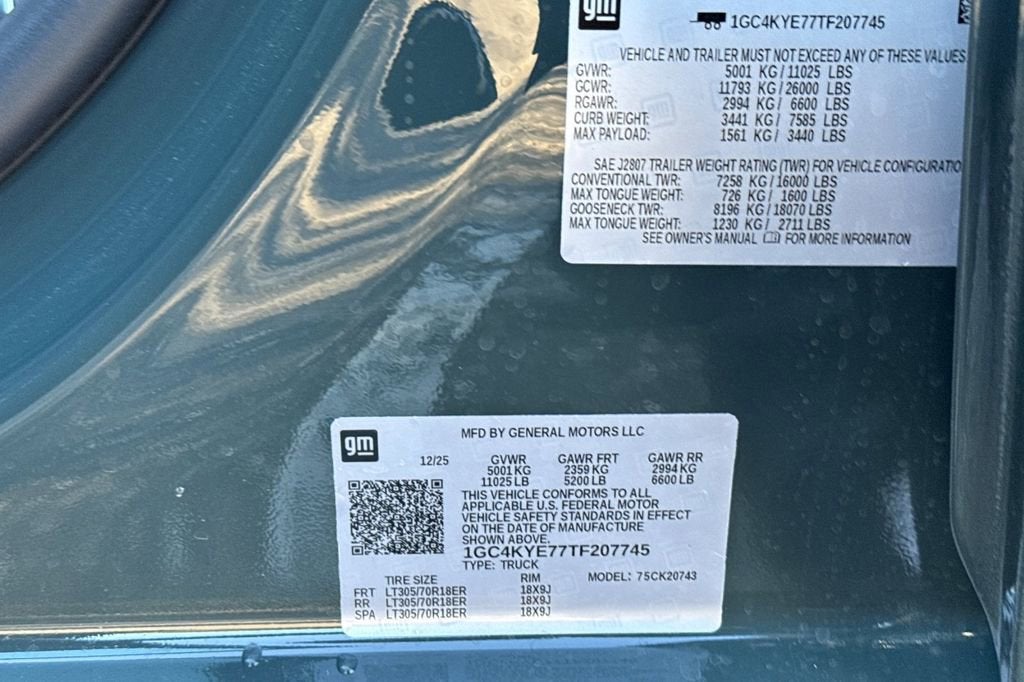 gm
1GC4KYE77TF207745
VEHICLE AND TRAILER MUST NOT EXCEED ANY OF THESE VALUES
GVWR: 5001 KG / 11025 LBS
GCWR: 11793 KG / 26000 LBS
RGAWR: 2994 KG / 6600 LBS
CURB WEIGHT: 3441 KG / 7585 LBS
MAX PAYLOAD: 1561 KG / 3440 LBS
SAE J2807 TRAILER WEIGHT RATING (TWR) FOR VEHICLE CONFIGURATIO
CONVENTIONAL TWR: 7258 KG / 16000 LBS
MAX TONGUE WEIGHT: 726 KG / 1600 LBS
GOOSENECK TWR: 8196 KG / 18070 LBS
MAX TONGUE WEIGHT: 1230 KG / 2711 LBS
SEE OWNER'S MANUAL FOR MORE INFORMATION
gm
MFD BY GENERAL MOTORS LLC
12/25 GVWR GAWR FRT GAWR RR
5001 KG 2359 KG 2994 KG
11025 LB 5200 LB 6600 LB
THIS VEHICLE CONFORMS TO ALL
APPLICABLE U.S. FEDERAL MOTOR
VEHICLE SAFETY STANDARDS IN EFFECT
ON THE DATE OF MANUFACTURE
SHOWN ABOVE.
1GC4KYE77TF207745
TYPE: TRUCK
TIRE SIZE RIM MODEL: 75CK20743
FRT LT305/70R18ER 18X9J
RR LT305/70R18ER 18X9J
SPA LT305/70R18ER 18X9J